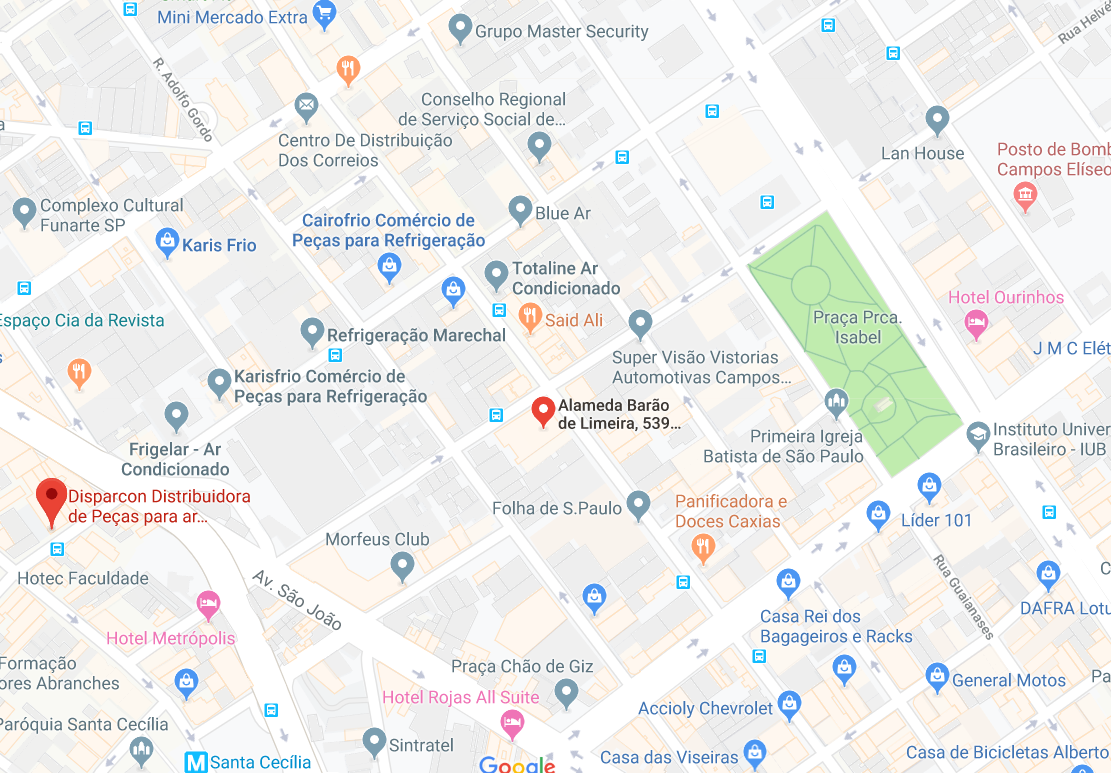 Mini Mercado Extra
Grupo Master Security
Rua Helvé
R. Adolfo Gordo
Conselho Regional
de Serviço Social de...
Centro De Distribuição
Dos Correios
Lan House
Posto de Bomb
Campos Elíseo
Complexo Cultural
Funarte SP
Karis Frio
Cairofrio Comércio de
Peças para Refrigeração
Blue Ar
Totaline Ar
Condicionado
Hotel Ourinhos
Espaço Cia da Revista
Said Ali
Praça Prca.
Isabel
Refrigeração Marechal
J M C Elét
Super Visão Vistorias
Automotivas Campos...
Karisfrio Comércio de
Peças para Refrigeração
Alameda Barão
de Limeira, 539...
Frigelar - Ar
Condicionado
Primeira Igreja
Batista de São Paulo
Instituto Univer
Brasileiro - IUB
Disparcon Distribuidora
de Peças para ar...
Folha de S.Paulo
Panificadora e
Doces Caxias
Líder 101
Morfeus Club
Hotec Faculdade
Av. São João
Rua Guaianases
DAFRA Lotu
Casa Rei dos
Bagageiros e Racks
Hotel Metrópolis
Formação
ores Abranches
Praça Chão de Giz
Hotel Rojas All Suite
General Motos
Pa
Accioly Chevrolet
Paróquia Santa Cecília
Sintratel
M Santa Cecília
Google
Casa das Viseiras
Casa de Bicicletas Alberto